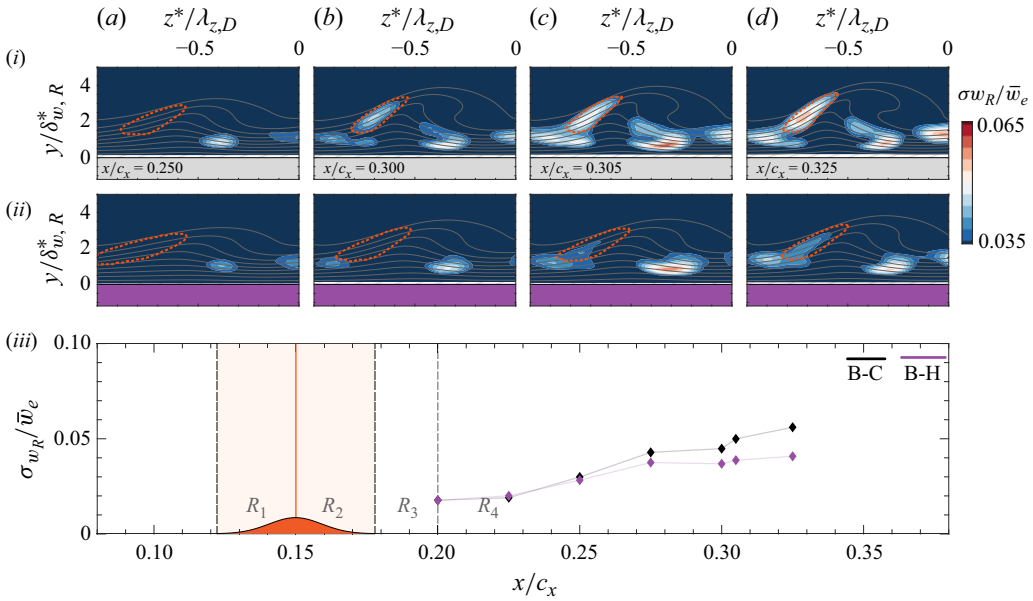 (a) z*/λz,D (b) z*/λz,D (c) z*/λz,D (d) z*/λz,D
−0.5 0 −0.5 0 −0.5 0 −0.5 0
(i)
y/δ*w, R
4
2
0
x/cx = 0.250 x/cx = 0.300 x/cx = 0.305 x/cx = 0.325
σwR/w̄e
0.065
0.035
(ii)
y/δ*w, R
4
2
0
(iii)
σwR/w̄e
0.10
0.05
0
B-C B-H
R1 R2 R3 R4
0.10 0.15 0.20 0.25 0.30 0.35
x/cx